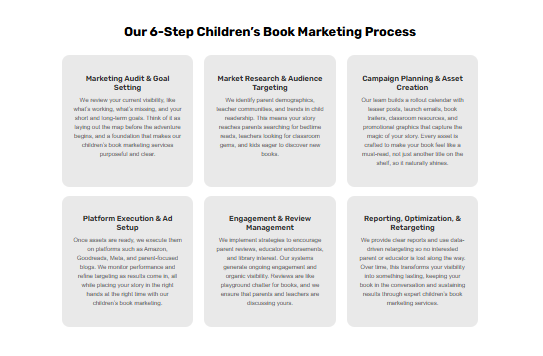 Our 6-Step Children's Book Marketing Process
Marketing Audit & Goal
Setting
We review your current visibility, like
what's working, what's missing, and your
short and long-term goals. Think of it as
laying out the map before the adventure
begins, and a foundation that makes our
children's book marketing services
purposeful and clear.
Market Research & Audience
Targeting
We identify parent demographics,
teacher communities, and trends in child
readership. This means your story
reaches parents searching for bedtime
reads, teachers looking for classroom
gems, and kids eager to discover new
books.
Campaign Planning & Asset
Creation
Our team builds a rollout calendar with
teaser posts, launch emails, book
trailers, classroom resources, and
promotional graphics that capture the
magic of your story. Every asset is
crafted to make your book feel like a
must-read, not just another title on the
shelf, so it naturally shines.
Platform Execution & Ad
Setup
Once assets are ready, we execute them
on platforms such as Amazon,
Goodreads, Meta, and parent-focused
blogs. We monitor performance and
refine targeting as results come in, all
while placing your story in the right
hands at the right time with our
children's book marketing.
Engagement & Review
Management
We implement strategies to encourage
parent reviews, educator endorsements,
and library interest. Our systems
generate ongoing engagement and
organic visibility. Reviews are like
playground chatter for books, and we
ensure that parents and teachers are
discussing yours.
Reporting, Optimization, &
Retargeting
We provide clear reports and use data-
driven retargeting so no interested
parent or educator is lost along the way.
Over time, this transforms your visibility
into something lasting, keeping your
book in the conversation and sustaining
results through expert children's book
marketing services.